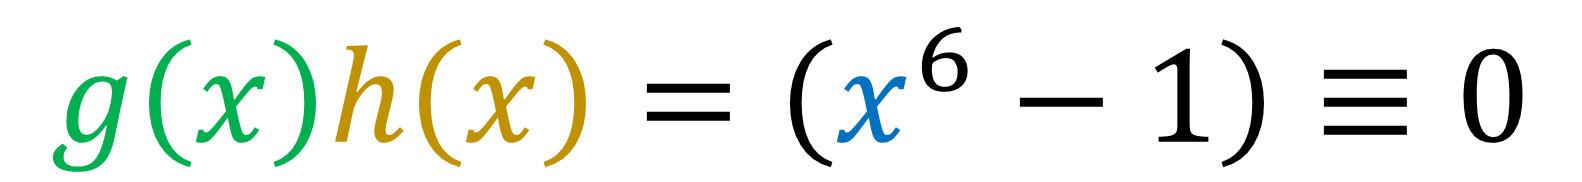 g(x)h(x) = (x⁶ − 1) ≡ 0